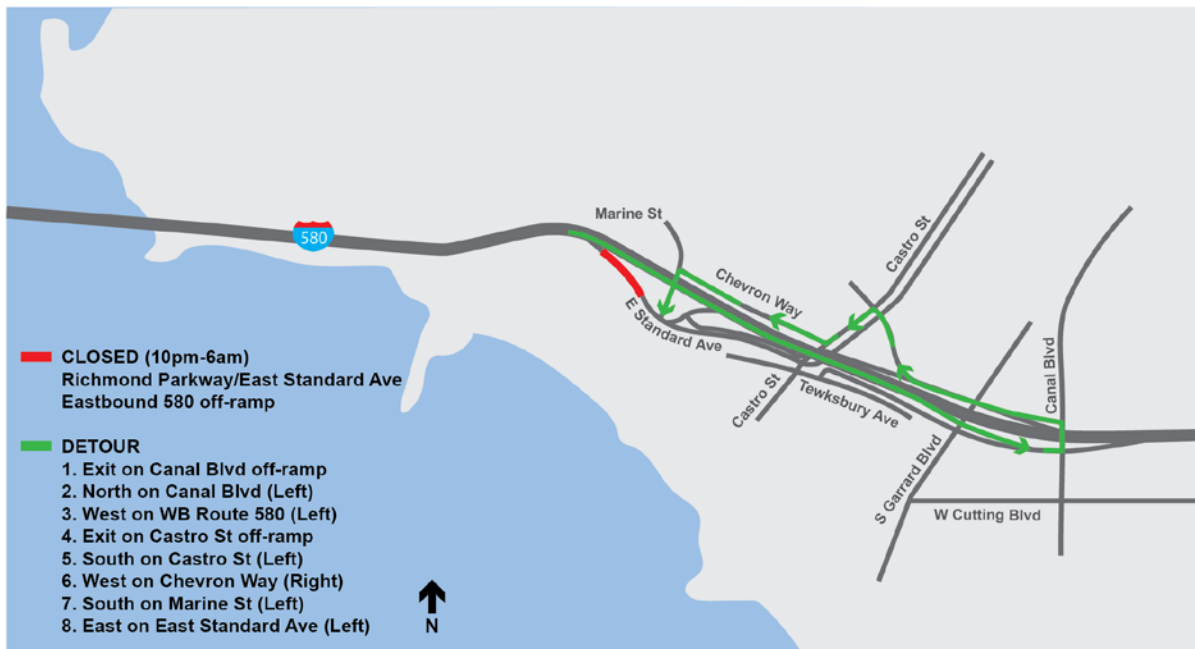 Marine St
580
Chevron Way
Castro St
E Standard Ave
Canal Blvd
Castro St
Tewksbury Ave
S Garrard Blvd
W Cutting Blvd
CLOSED (10pm-6am)
Richmond Parkway/East Standard Ave
Eastbound 580 off-ramp
DETOUR
1. Exit on Canal Blvd off-ramp
2. North on Canal Blvd (Left)
3. West on WB Route 580 (Left)
4. Exit on Castro St off-ramp
5. South on Castro St (Left)
6. West on Chevron Way (Right)
7. South on Marine St (Left)
8. East on East Standard Ave (Left)
N